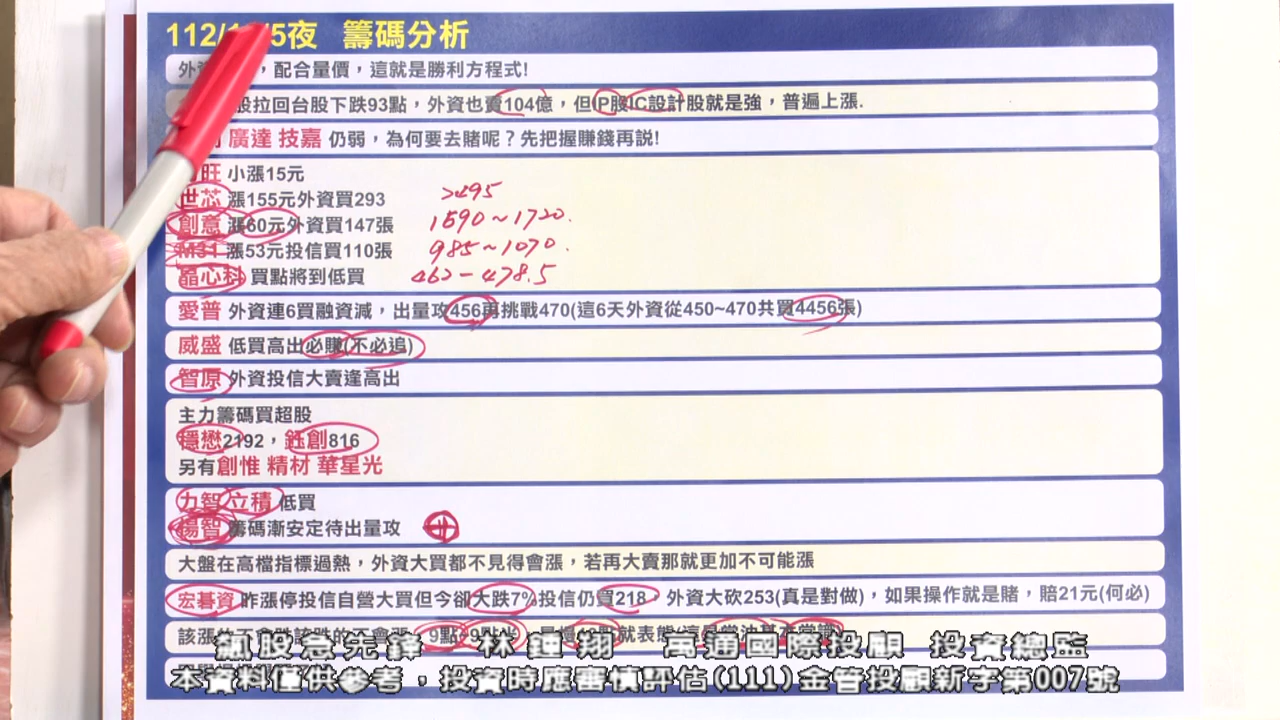 112/1 5夜 籌碼分析
外 ，配合量價，這就是勝利方程式!
股拉回台股下跌93點，外資也賣104億，但IP股IC設計股就是強，普遍上漲.
廣達 技嘉 仍弱，為何要去賭呢？先把握賺錢再説!
旺 小漲15元
世芯 漲155元外資買293
創意 漲60元外資買147張 1590~1720.
M31 漲53元投信買110張 985~1070.
晶心科 買點將到低買 462-478.5
愛普 外資連6買融資減，出量攻456再挑戰470(這6天外資從450~470共買4456張)
威盛 低買高出必賺(不必追)
智原 外資投信大賣逢高出
主力籌碼買超股
穩懋2192，鈺創816
另有創惟 精材 華星光
力智 立積 低買
揚智 籌碼漸安定待出量攻
大盤在高檔指標過熱，外資大買都不見得會漲，若再大賣那就更加不可能漲
宏碁資 昨漲停投信自營大買但今卻大跌7%投信仍買218，外資大砍253(真是對做)，如果操作就是賭，賠21元(何必)
該漲 9點
飆股急先鋒 林鍾翔 萬通國際投顧 投資總監
本資料僅供參考，投資時應審慎評估(111)金管投顧新字第007號